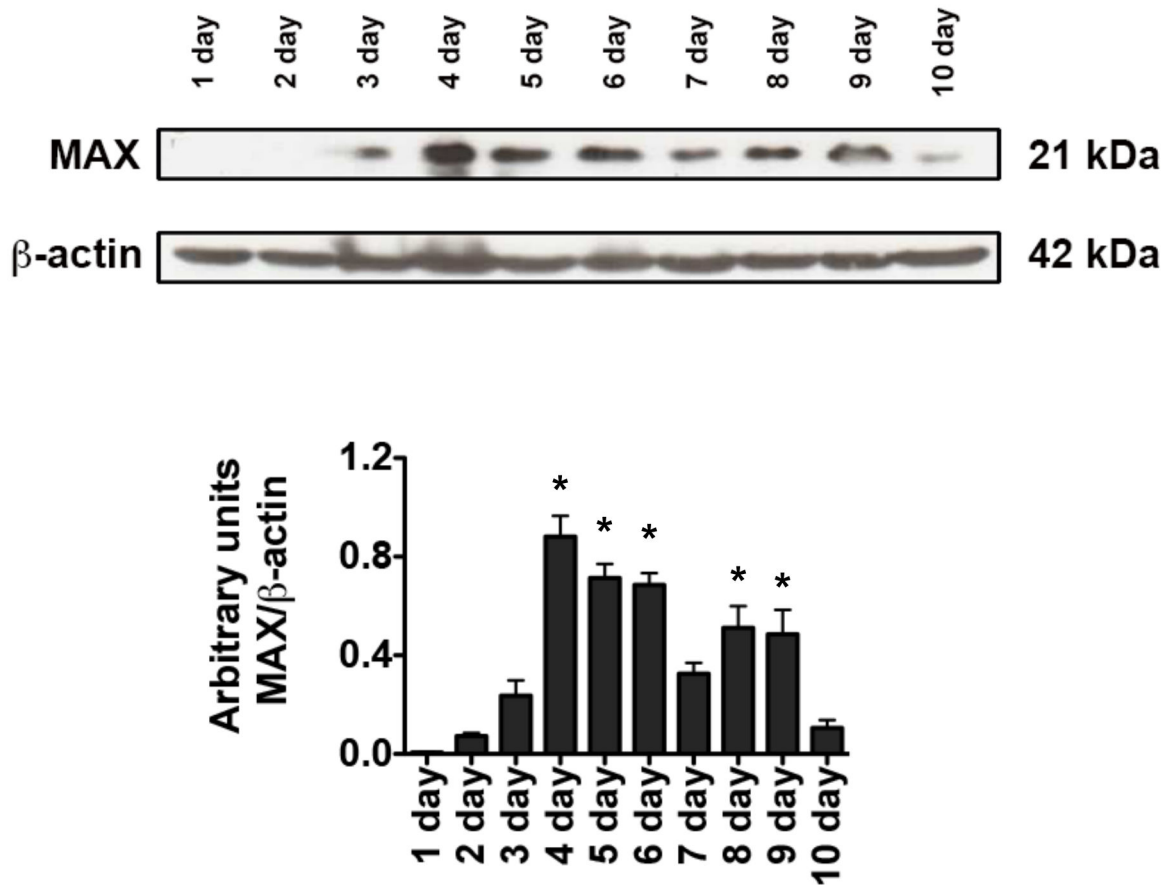 1 day
2 day
3 day
4 day
5 day
6 day
7 day
8 day
9 day
10 day
MAX
21 kDa
β-actin
42 kDa
Arbitrary units
MAX/β-actin
1.2
0.8
0.4
0.0
*
*
*
*
*
1 day
2 day
3 day
4 day
5 day
6 day
7 day
8 day
9 day
10 day